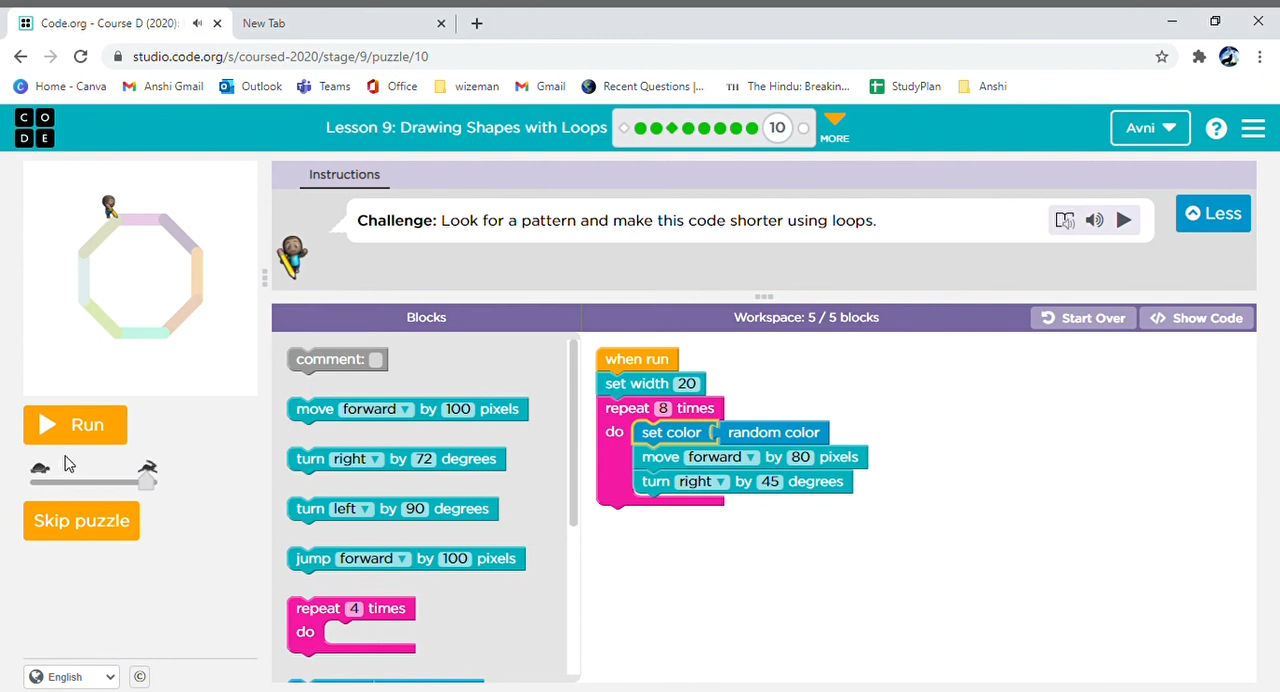 Code.org - Course D (2020):
New Tab
studio.code.org/s/coursed-2020/stage/9/puzzle/10
Home - Canva
Anshi Gmail
Outlook
Teams
Office
wizeman
Gmail
Recent Questions |...
TH
The Hindu: Breakin...
StudyPlan
Anshi
C O
D E
Lesson 9: Drawing Shapes with Loops
10
MORE
Avni
?
Instructions
Challenge: Look for a pattern and make this code shorter using loops.
Less
Blocks
Workspace: 5 / 5 blocks
Start Over
</> Show Code
comment:
move forward by 100 pixels
turn right by 72 degrees
turn left by 90 degrees
jump forward by 100 pixels
repeat 4 times
do
when run
set width 20
repeat 8 times
do set color random color
move forward by 80 pixels
turn right by 45 degrees
Run
Skip puzzle
English
©